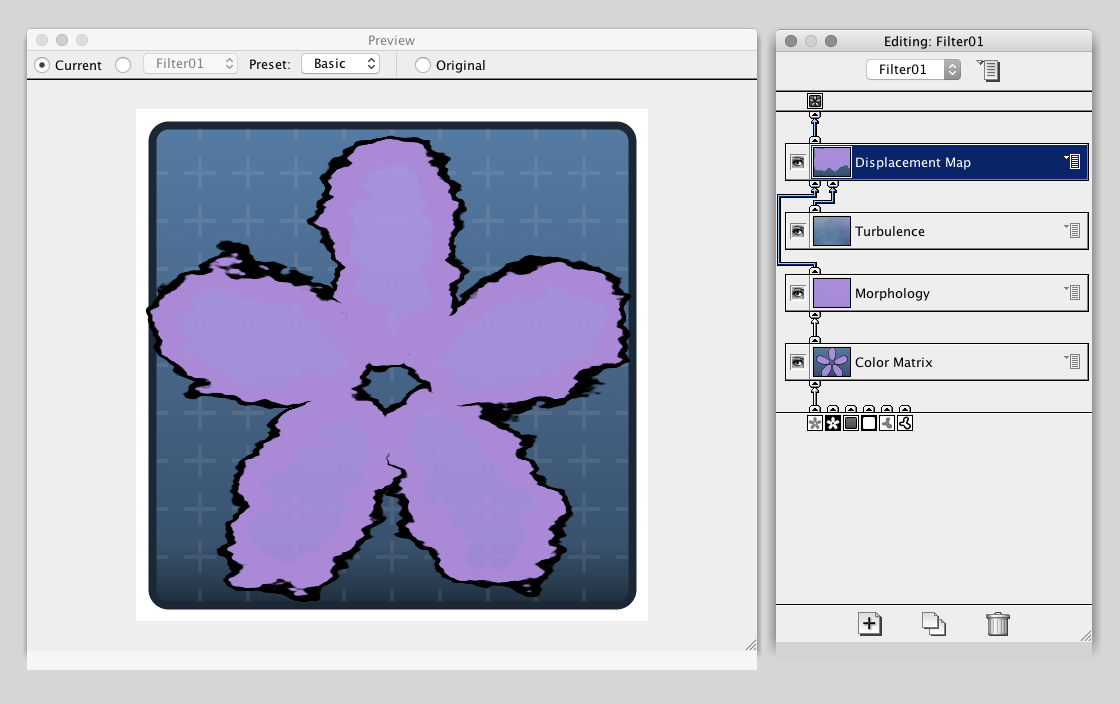 Preview
Current
Filter01
Preset:
Basic
Original
Editing: Filter01
Filter01
Displacement Map
Turbulence
Morphology
Color Matrix